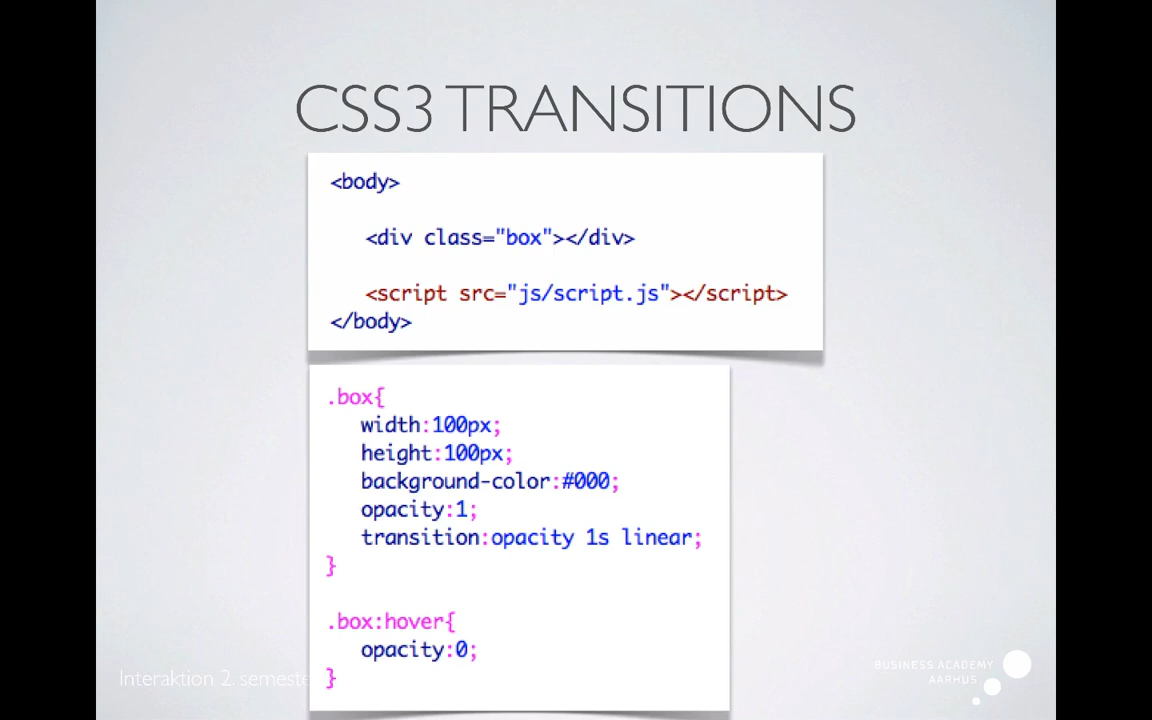 CSS3 TRANSITIONS
<body>
<div class="box"></div>
<script src="js/script.js"></script>
</body>
.box{
width:100px;
height:100px;
background-color:#000;
opacity:1;
transition:opacity 1s linear;
}
.box:hover{
opacity:0;
}
Interaktion 2. semeste
BUSINESS ACADEMY
AARHUS